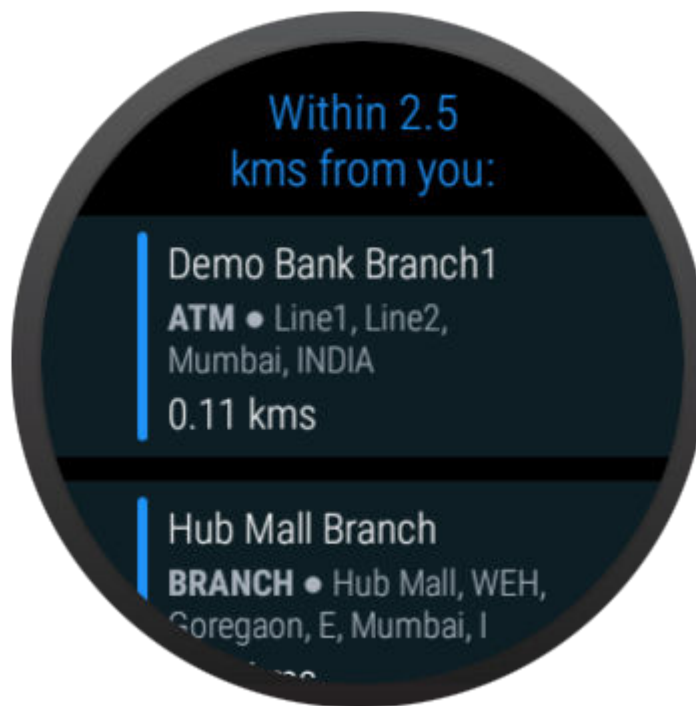 Within 2.5
kms from you:
Demo Bank Branch1
ATM ● Line1, Line2,
Mumbai, INDIA
0.11 kms
Hub Mall Branch
BRANCH ● Hub Mall, WEH,
Goregaon, E, Mumbai, I